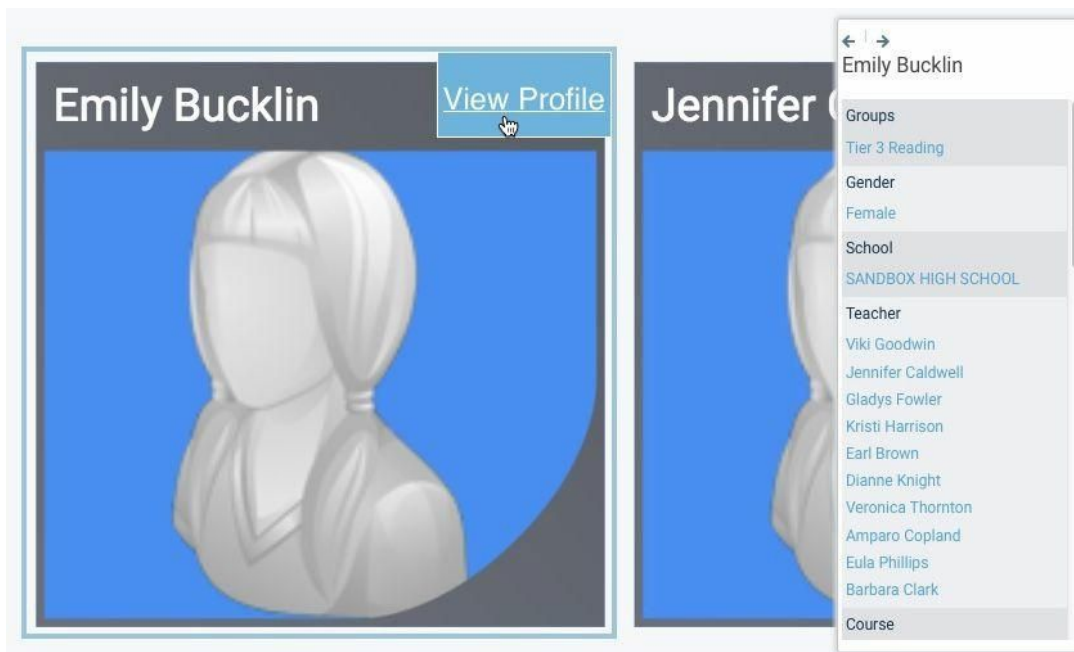 Emily Bucklin
View Profile
Jennifer
← | →
Emily Bucklin
Groups
Tier 3 Reading
Gender
Female
School
SANDBOX HIGH SCHOOL
Teacher
Viki Goodwin
Jennifer Caldwell
Gladys Fowler
Kristi Harrison
Earl Brown
Dianne Knight
Veronica Thornton
Amparo Copland
Eula Phillips
Barbara Clark
Course